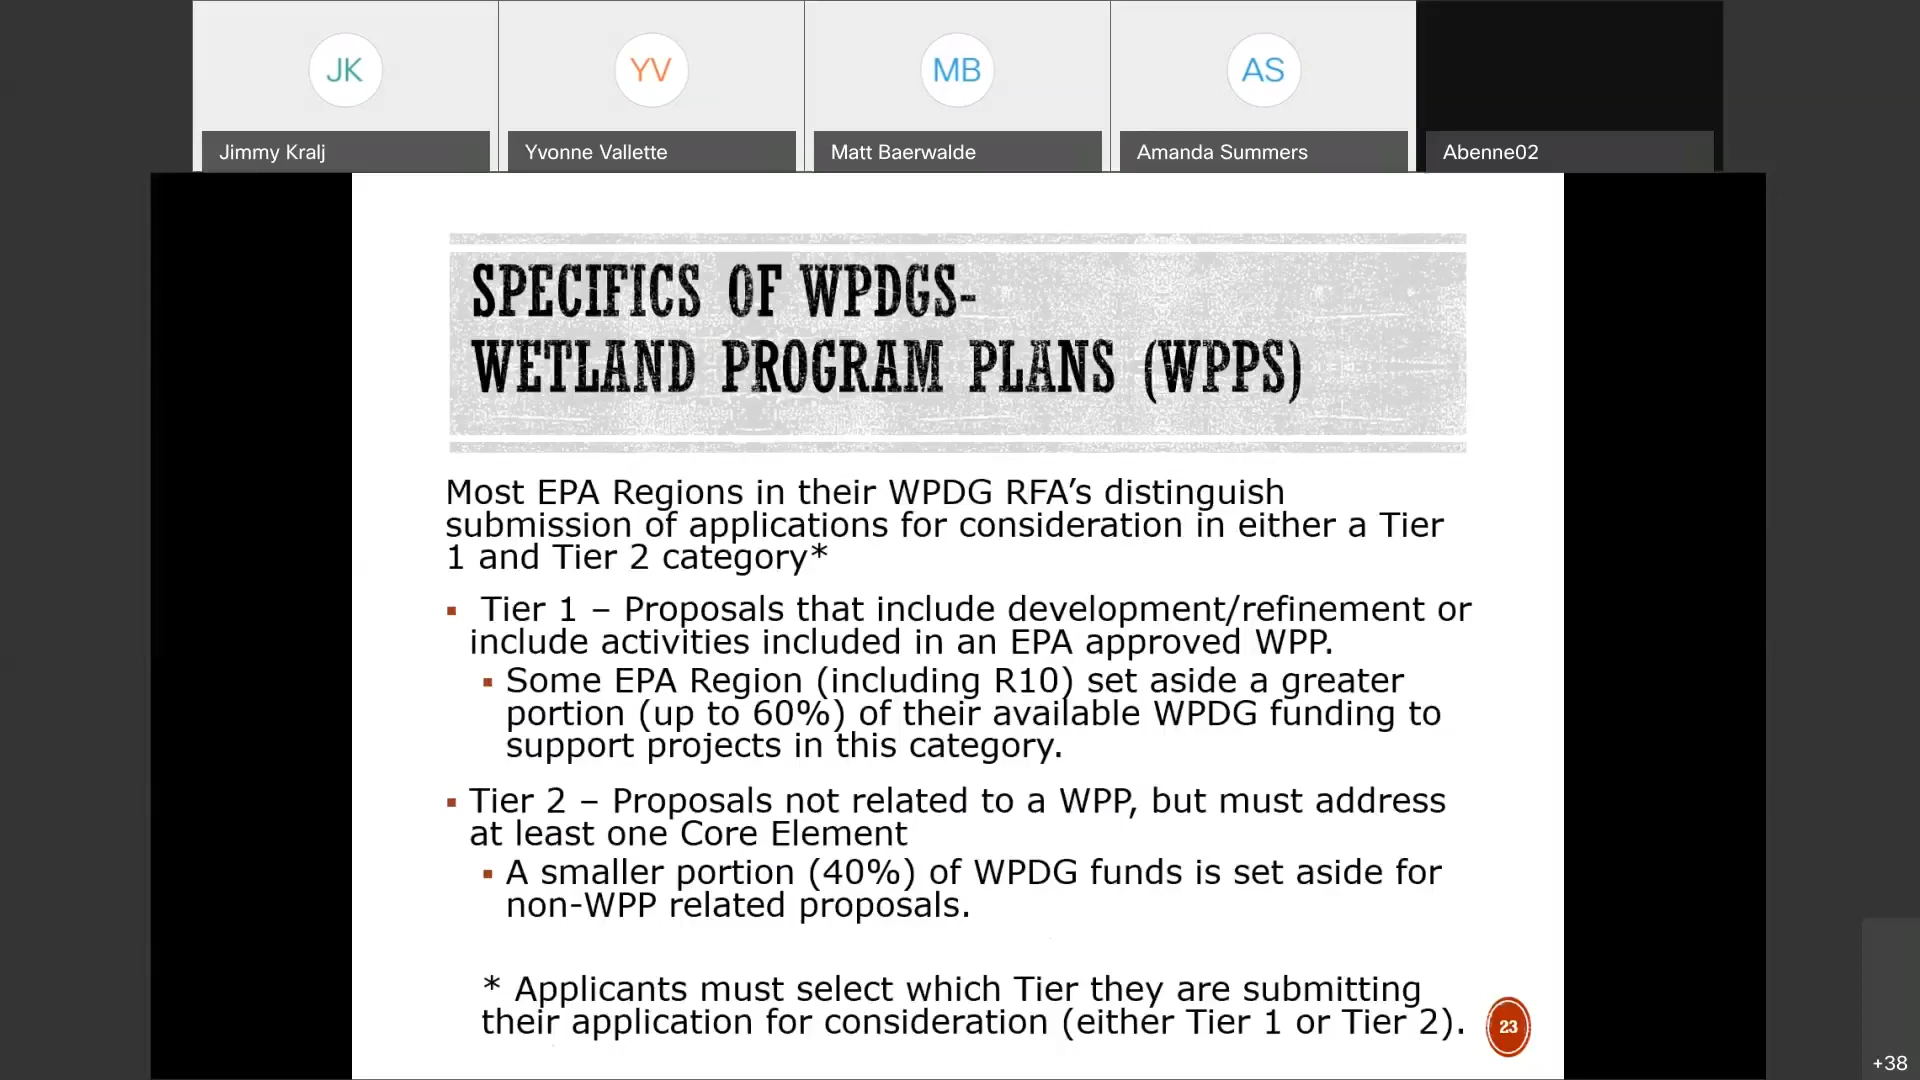 JK
YV
MB
AS
Jimmy Kralj
Yvonne Vallette
Matt Baerwalde
Amanda Summers
Abenne02
SPECIFICS OF WPDGS-
WETLAND PROGRAM PLANS (WPPS)
Most EPA Regions in their WPDG RFA’s distinguish
submission of applications for consideration in either a Tier
1 and Tier 2 category*
▪ Tier 1 – Proposals that include development/refinement or
include activities included in an EPA approved WPP.
▪ Some EPA Region (including R10) set aside a greater
portion (up to 60%) of their available WPDG funding to
support projects in this category.
▪ Tier 2 – Proposals not related to a WPP, but must address
at least one Core Element
▪ A smaller portion (40%) of WPDG funds is set aside for
non-WPP related proposals.
* Applicants must select which Tier they are submitting
their application for consideration (either Tier 1 or Tier 2).
23
+38